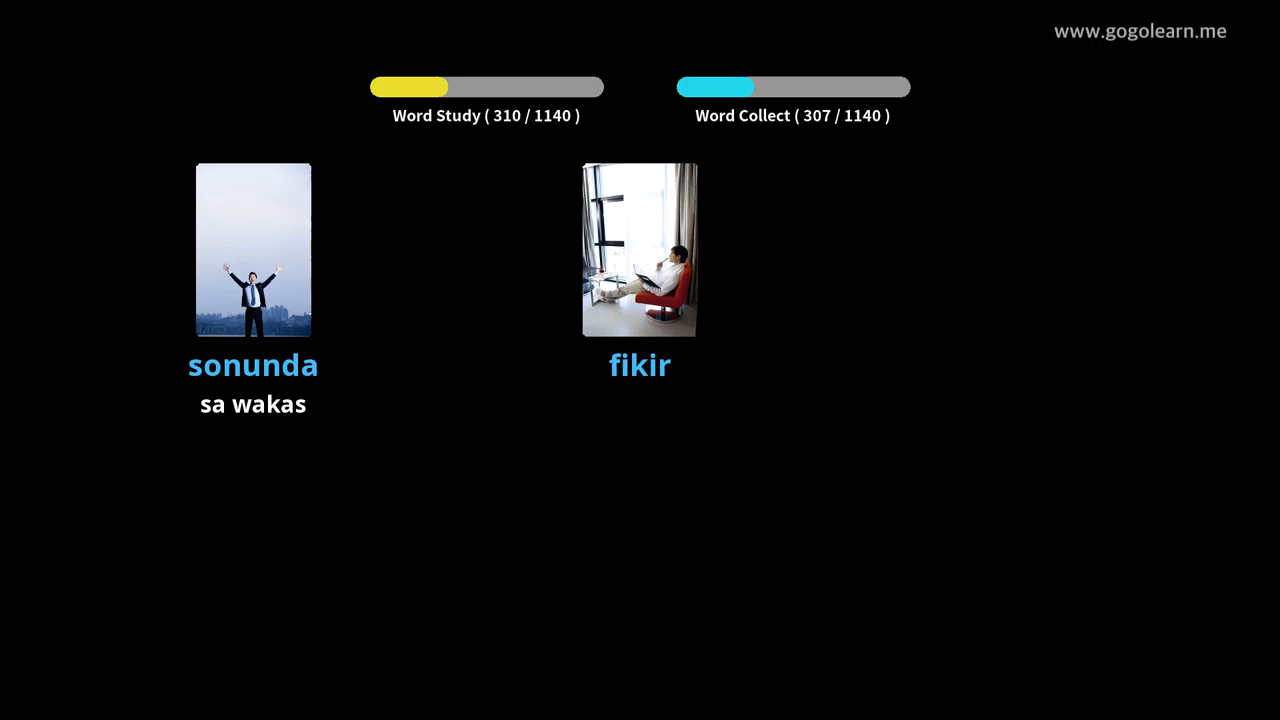 www.gogolearn.me
Word Study ( 310 / 1140 )
Word Collect ( 307 / 1140 )
sonunda
fikir
sa wakas